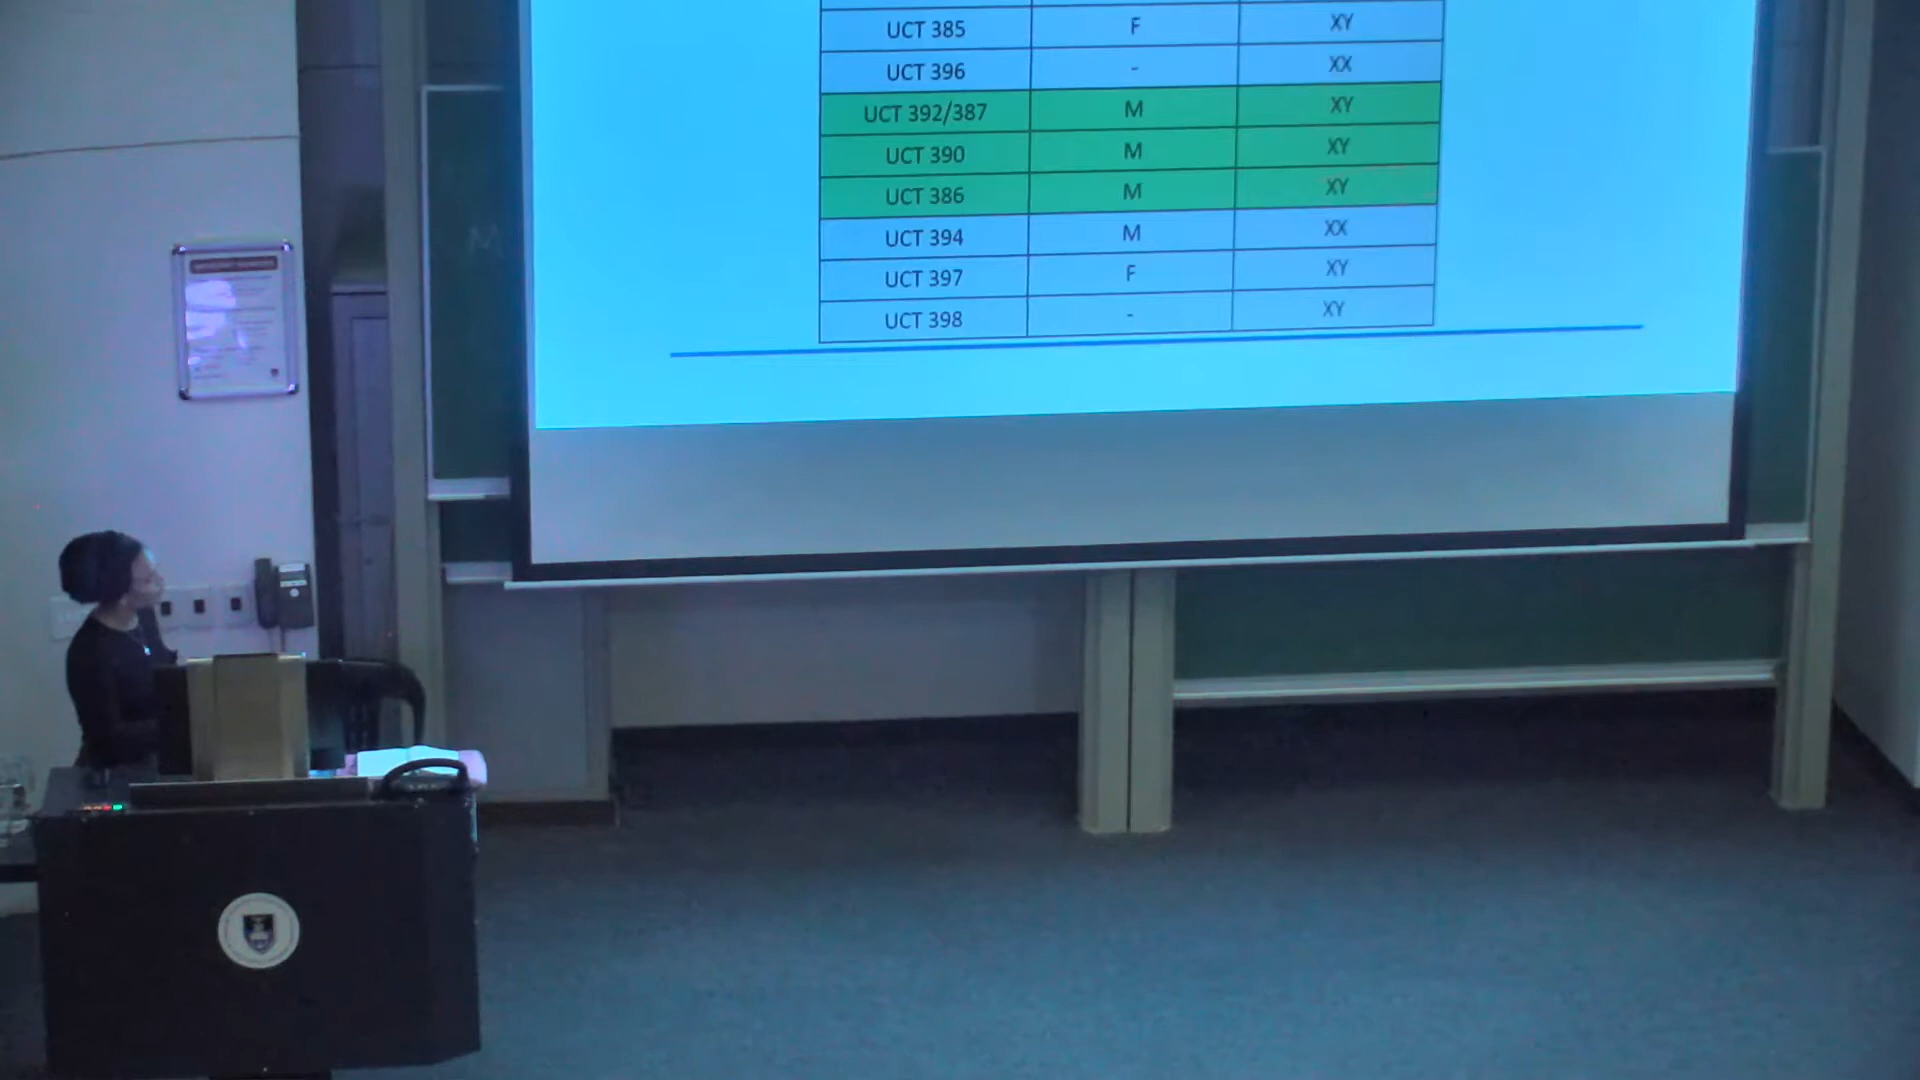 UCT 385 F XY
UCT 396 - XX
UCT 392/387 M XY
UCT 390 M XY
UCT 386 M XY
UCT 394 M XX
UCT 397 F XY
UCT 398 - XY
M